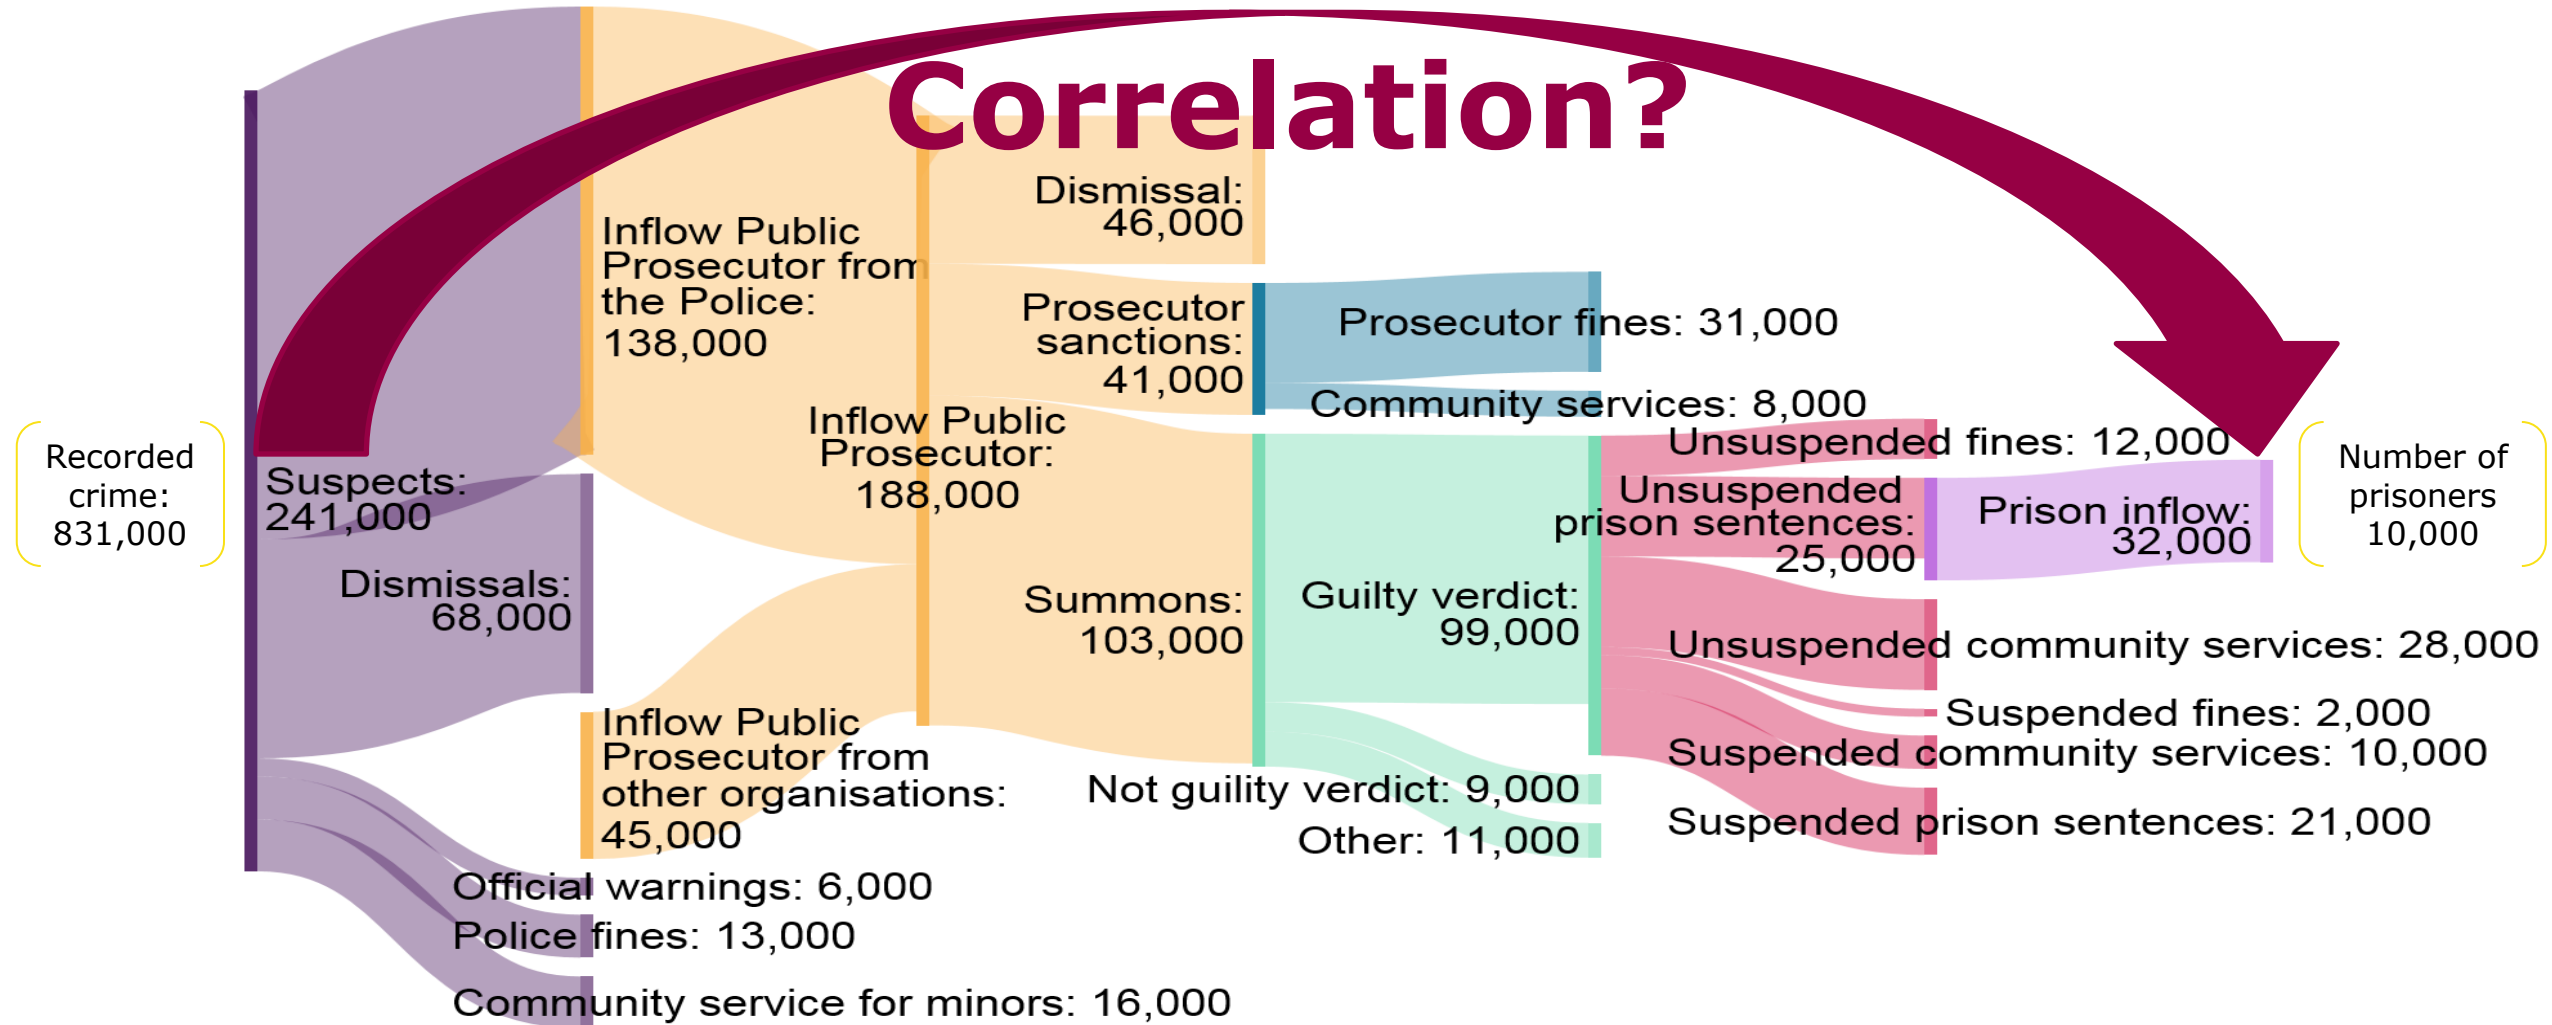 Correlation?
Recorded
crime:
831,000
Suspects:
241,000
Inflow Public
Prosecutor from
the Police:
138,000
Dismissals:
68,000
Inflow Public
Prosecutor from
other organisations:
45,000
Official warnings: 6,000
Police fines: 13,000
Community service for minors: 16,000
Inflow Public
Prosecutor:
188,000
Dismissal:
46,000
Prosecutor
sanctions:
41,000
Summons:
103,000
Prosecutor fines: 31,000
Community services: 8,000
Guilty verdict:
99,000
Not guility verdict: 9,000
Other: 11,000
Unsuspended fines: 12,000
Unsuspended
prison sentences:
25,000
Unsuspended community services: 28,000
Suspended fines: 2,000
Suspended community services: 10,000
Suspended prison sentences: 21,000
Prison inflow:
32,000
Number of
prisoners
10,000